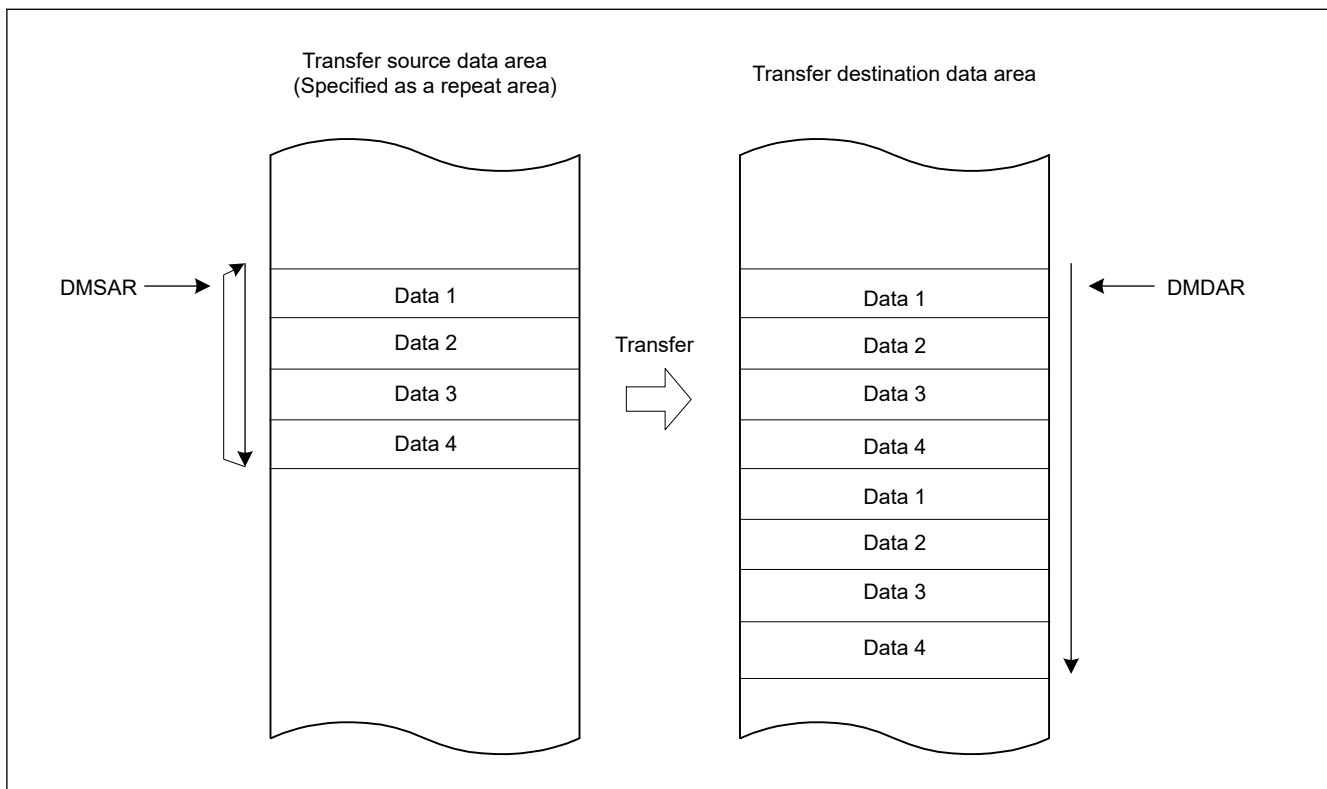 Transfer source data area
(Specified as a repeat area)
Transfer destination data area
DMSAR
Data 1
Data 2
Data 3
Data 4
Transfer
Data 1
Data 2
Data 3
Data 4
Data 1
Data 2
Data 3
Data 4
DMDAR